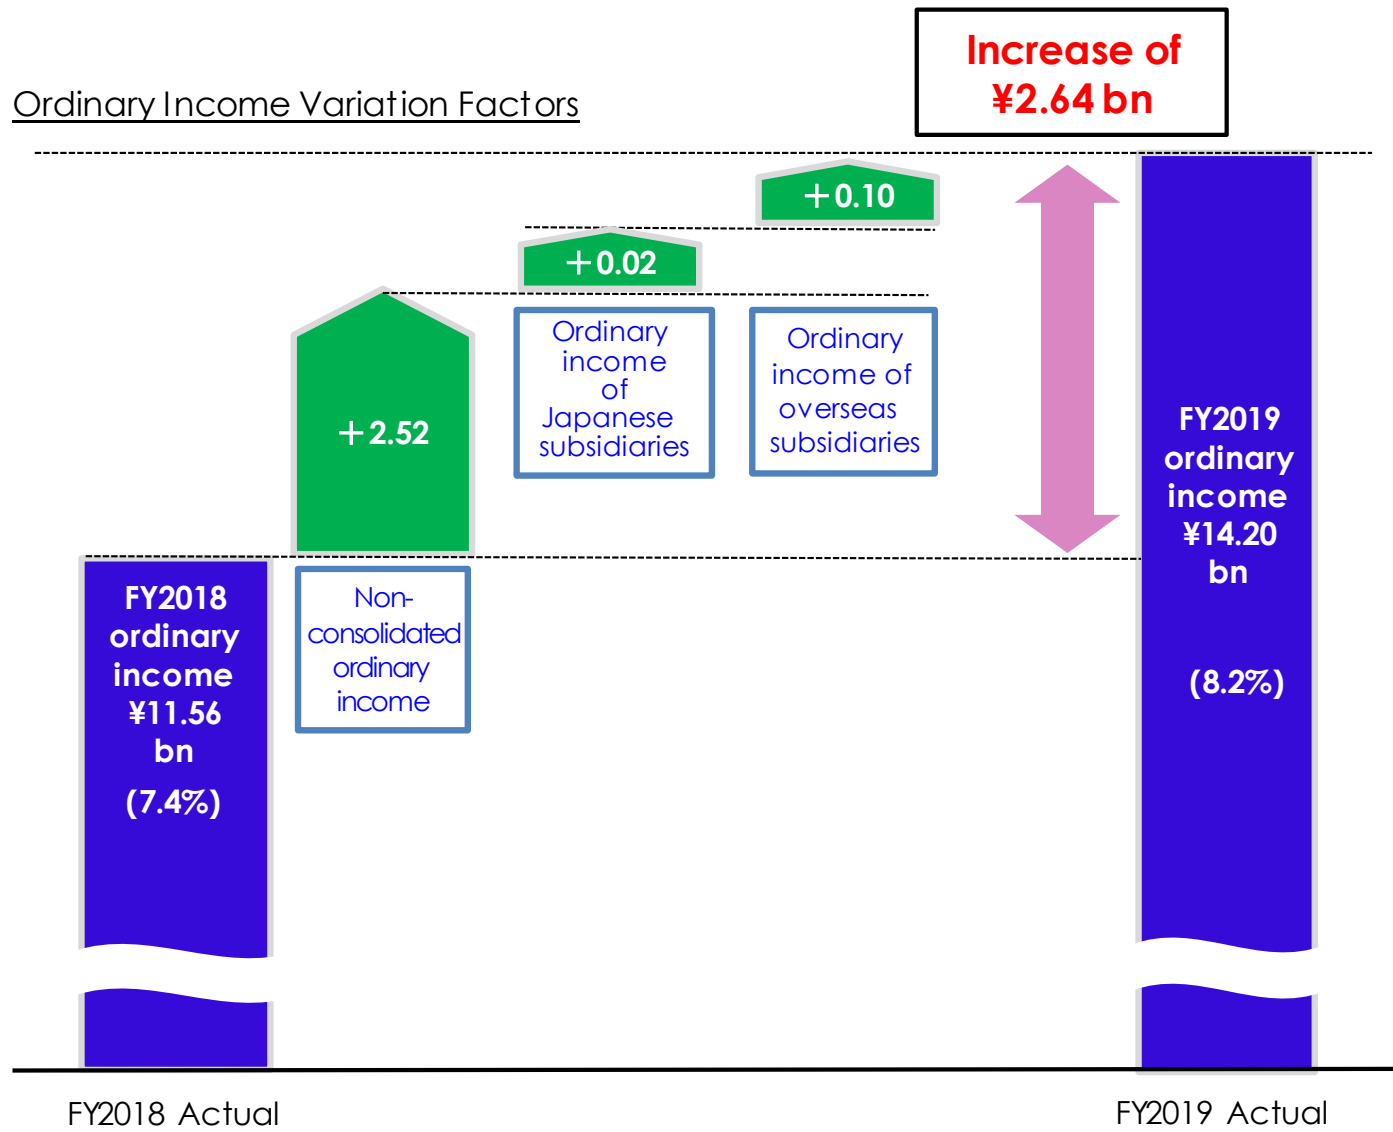 Increase of
¥2.64 bn
Ordinary Income Variation Factors
+0.10
+0.02
+2.52
Ordinary
income
of
Japanese
subsidiaries
Ordinary
income of
overseas
subsidiaries
FY2019
ordinary
income
¥14.20
bn
(8.2%)
FY2018
ordinary
income
¥11.56
bn
(7.4%)
Non-
consolidated
ordinary
income
FY2018 Actual
FY2019 Actual